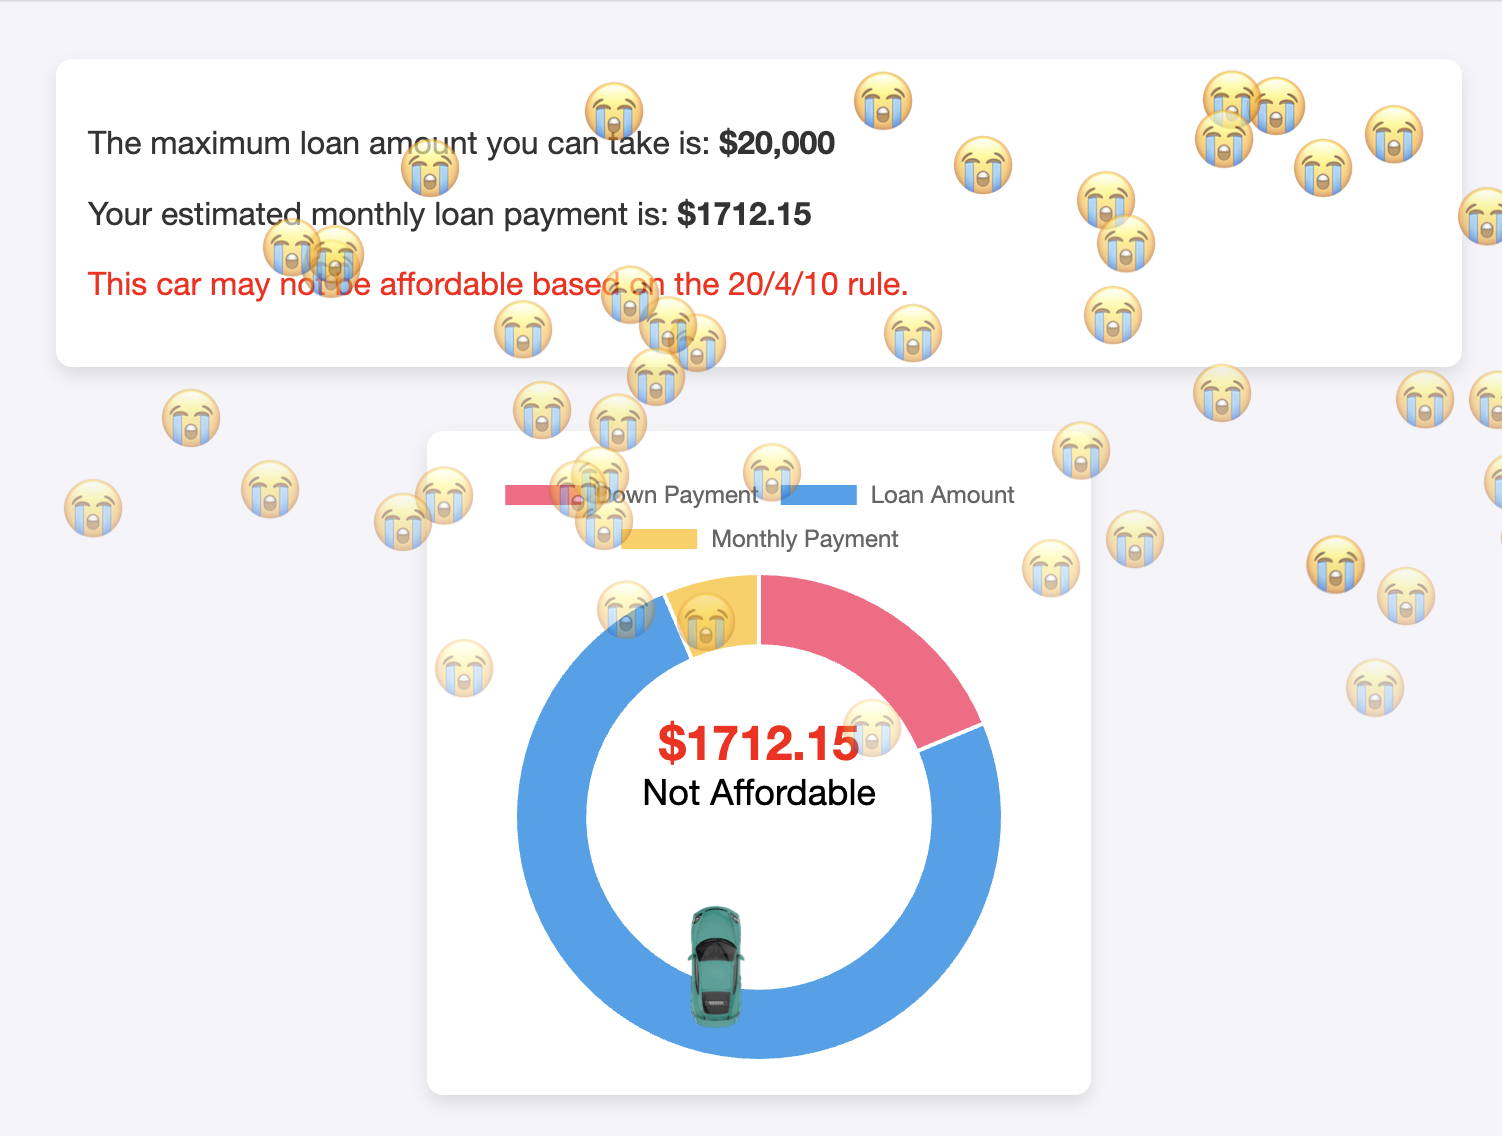 The maximum loan amount you can take is: $20,000
Your estimated monthly loan payment is: $1712.15
This car may not be affordable based on the 20/4/10 rule.
Down Payment Loan Amount
Monthly Payment
$1712.15
Not Affordable